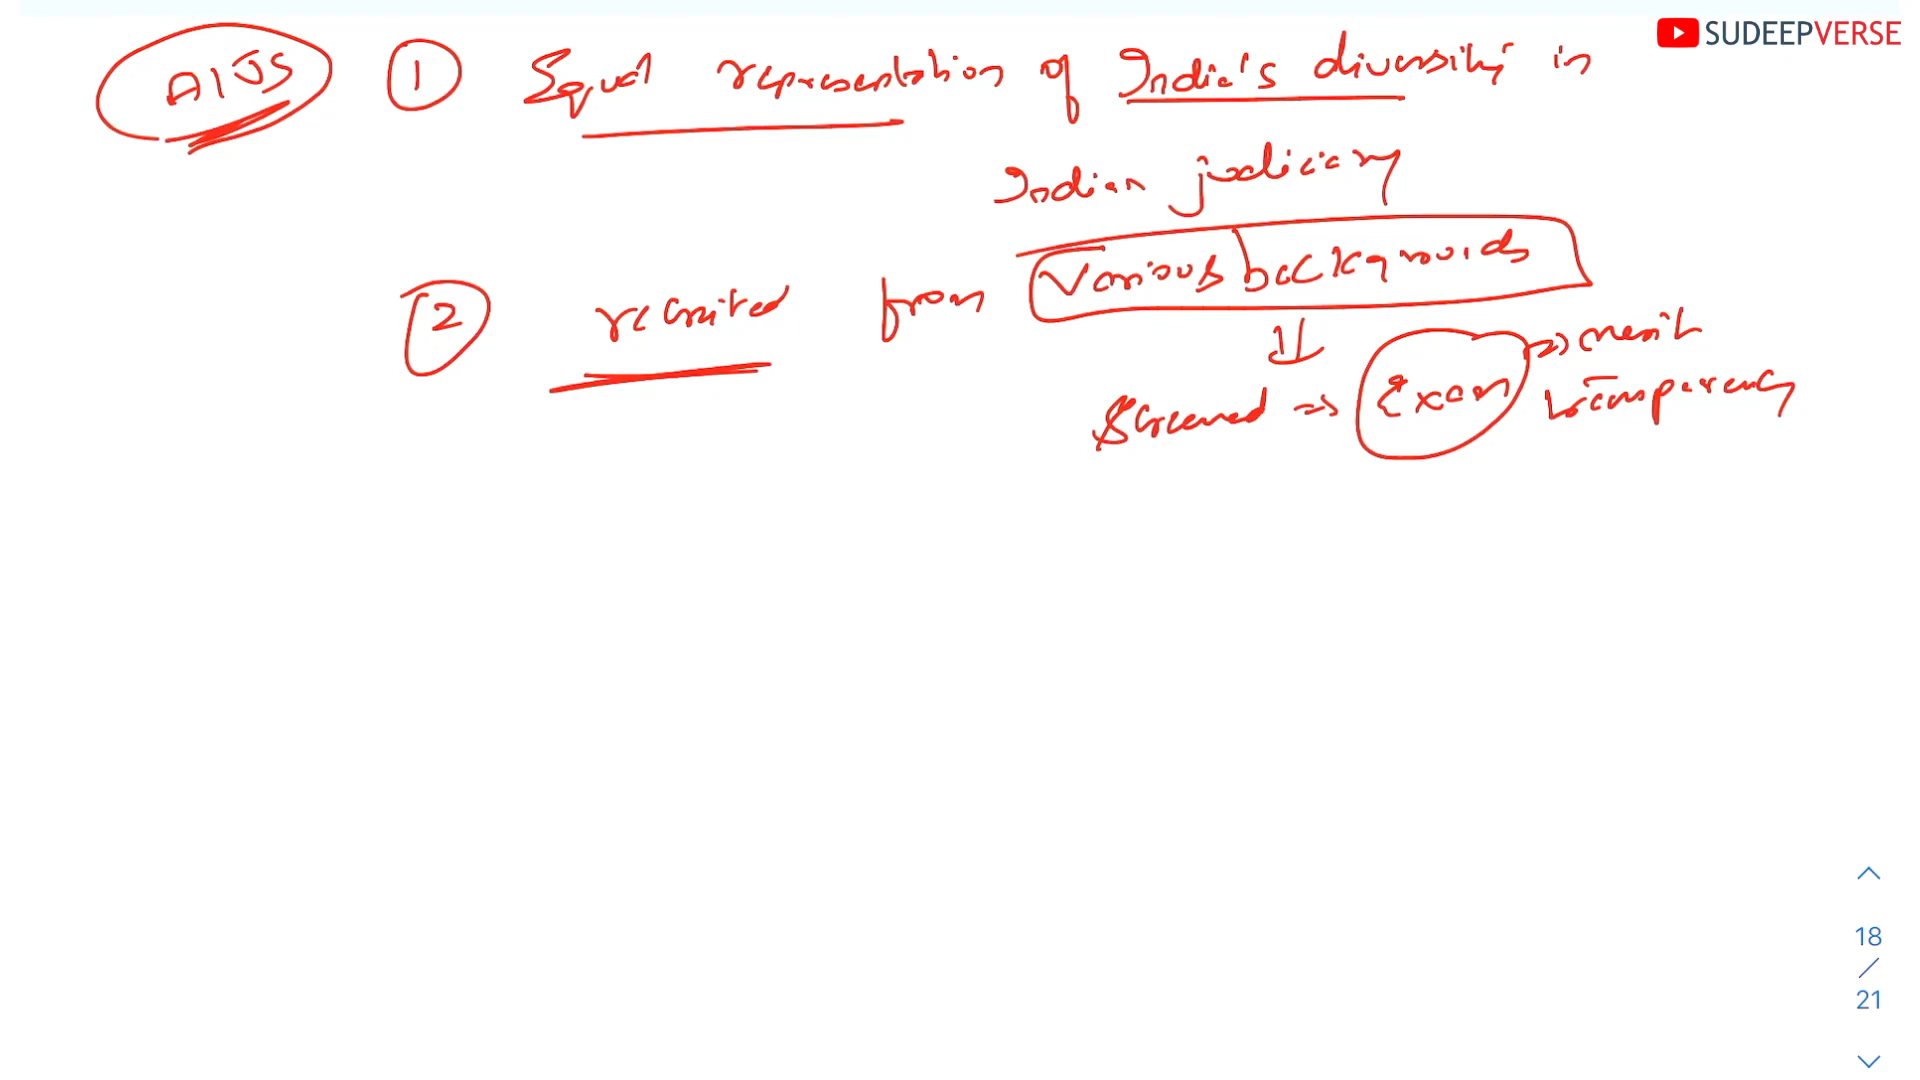 SUDEEPVERSE
AIJS ① Equal representation of India's diversity in
Indian judiciary
② recruited from Various backgrounds
⇓
Screened ⇒ Exam ⇒ merit
transparency
18
/
21